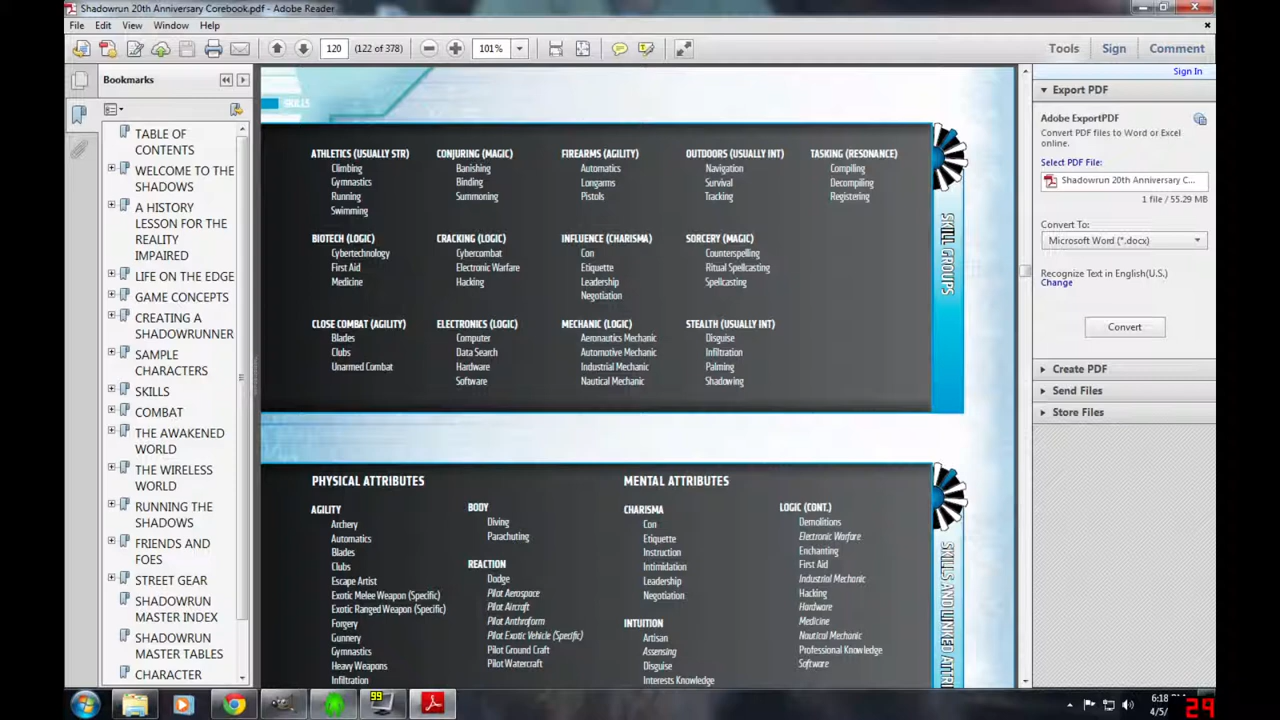 Shadowrun 20th Anniversary Corebook.pdf - Adobe Reader
File Edit View Window Help
120 (122 of 378) 101% Tools Sign Comment
Bookmarks
TABLE OF
CONTENTS
WELCOME TO THE
SHADOWS
A HISTORY
LESSON FOR THE
REALITY
IMPAIRED
LIFE ON THE EDGE
GAME CONCEPTS
CREATING A
SHADOWRUNNER
SAMPLE
CHARACTERS
SKILLS
COMBAT
THE AWAKENED
WORLD
THE WIRELESS
WORLD
RUNNING THE
SHADOWS
FRIENDS AND
FOES
STREET GEAR
SHADOWRUN
MASTER INDEX
SHADOWRUN
MASTER TABLES
CHARACTER
SKILLS
ATHLETICS (USUALLY STR)
Climbing
Gymnastics
Running
Swimming
CONJURING (MAGIC)
Banishing
Binding
Summoning
FIREARMS (AGILITY)
Automatics
Longarms
Pistols
OUTDOORS (USUALLY INT)
Navigation
Survival
Tracking
TASKING (RESONANCE)
Compiling
Decompiling
Registering
BIOTECH (LOGIC)
Cybertechnology
First Aid
Medicine
CRACKING (LOGIC)
Cybercombat
Electronic Warfare
Hacking
INFLUENCE (CHARISMA)
Con
Etiquette
Leadership
Negotiation
SORCERY (MAGIC)
Counterspelling
Ritual Spellcasting
Spellcasting
CLOSE COMBAT (AGILITY)
Blades
Clubs
Unarmed Combat
ELECTRONICS (LOGIC)
Computer
Data Search
Hardware
Software
MECHANIC (LOGIC)
Aeronautics Mechanic
Automotive Mechanic
Industrial Mechanic
Nautical Mechanic
STEALTH (USUALLY INT)
Disguise
Infiltration
Palming
Shadowing
SKILL GROUPS
PHYSICAL ATTRIBUTES
AGILITY
Archery
Automatics
Blades
Clubs
Escape Artist
Exotic Melee Weapon (Specific)
Exotic Ranged Weapon (Specific)
Forgery
Gunnery
Gymnastics
Heavy Weapons
Infiltration
BODY
Diving
Parachuting
REACTION
Dodge
Pilot Aerospace
Pilot Aircraft
Pilot Anthroform
Pilot Exotic Vehicle (Specific)
Pilot Ground Craft
Pilot Watercraft
MENTAL ATTRIBUTES
CHARISMA
Con
Etiquette
Instruction
Intimidation
Leadership
Negotiation
INTUITION
Artisan
Assensing
Disguise
Interests Knowledge
LOGIC (CONT.)
Demolitions
Electronic Warfare
Enchanting
First Aid
Industrial Mechanic
Hacking
Hardware
Medicine
Nautical Mechanic
Professional Knowledge
Software
SKILLS AND LINKED ATTRI
Sign In
Export PDF
Adobe ExportPDF
Convert PDF files to Word or Excel
online.
Select PDF File:
Shadowrun 20th Anniversary C...
1 file / 55.29 MB
Convert To:
Microsoft Word (*.docx)
Recognize Text in English(U.S.)
Change
Convert
Create PDF
Send Files
Store Files
99
6:18
4/5/
29